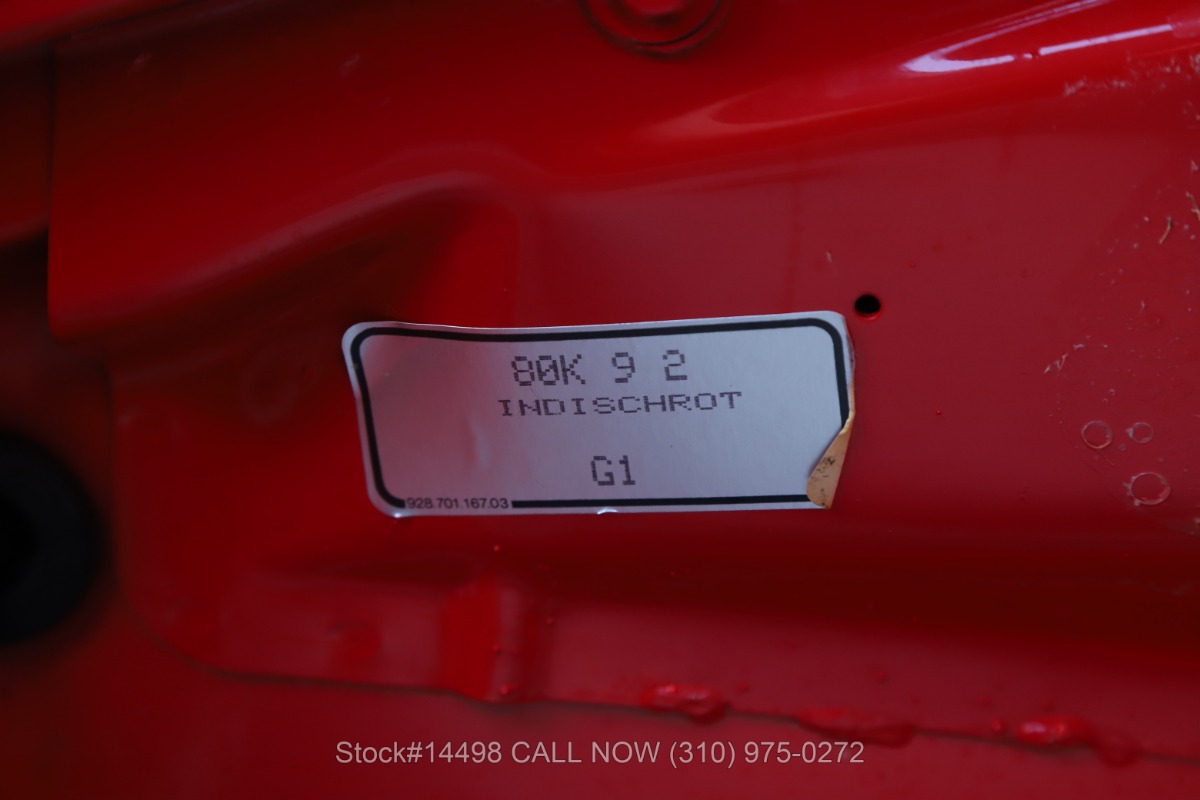 80K 9 2
INDISCHROT
G1
928.701.167.03
Stock#14498 CALL NOW (310) 975-0272